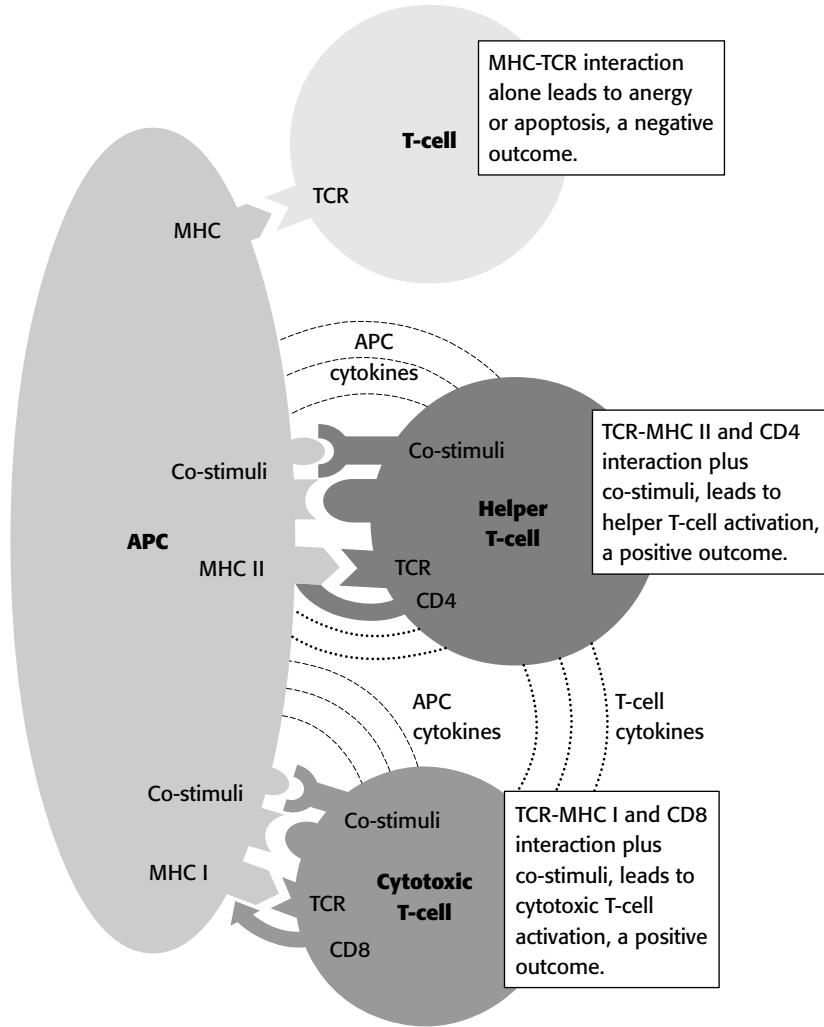 MHC-TCR interaction
alone leads to anergy
or apoptosis, a negative
outcome.
T-cell
TCR
MHC
APC
cytokines
Co-stimuli
Co-stimuli
TCR-MHC II and CD4
interaction plus
co-stimuli, leads to
helper T-cell activation,
a positive outcome.
Helper
T-cell
APC
MHC II
TCR
CD4
APC
cytokines
T-cell
cytokines
Co-stimuli
Co-stimuli
TCR-MHC I and CD8
interaction plus
co-stimuli, leads to
cytotoxic T-cell
activation, a positive
outcome.
MHC I
Cytotoxic
T-cell
TCR
CD8